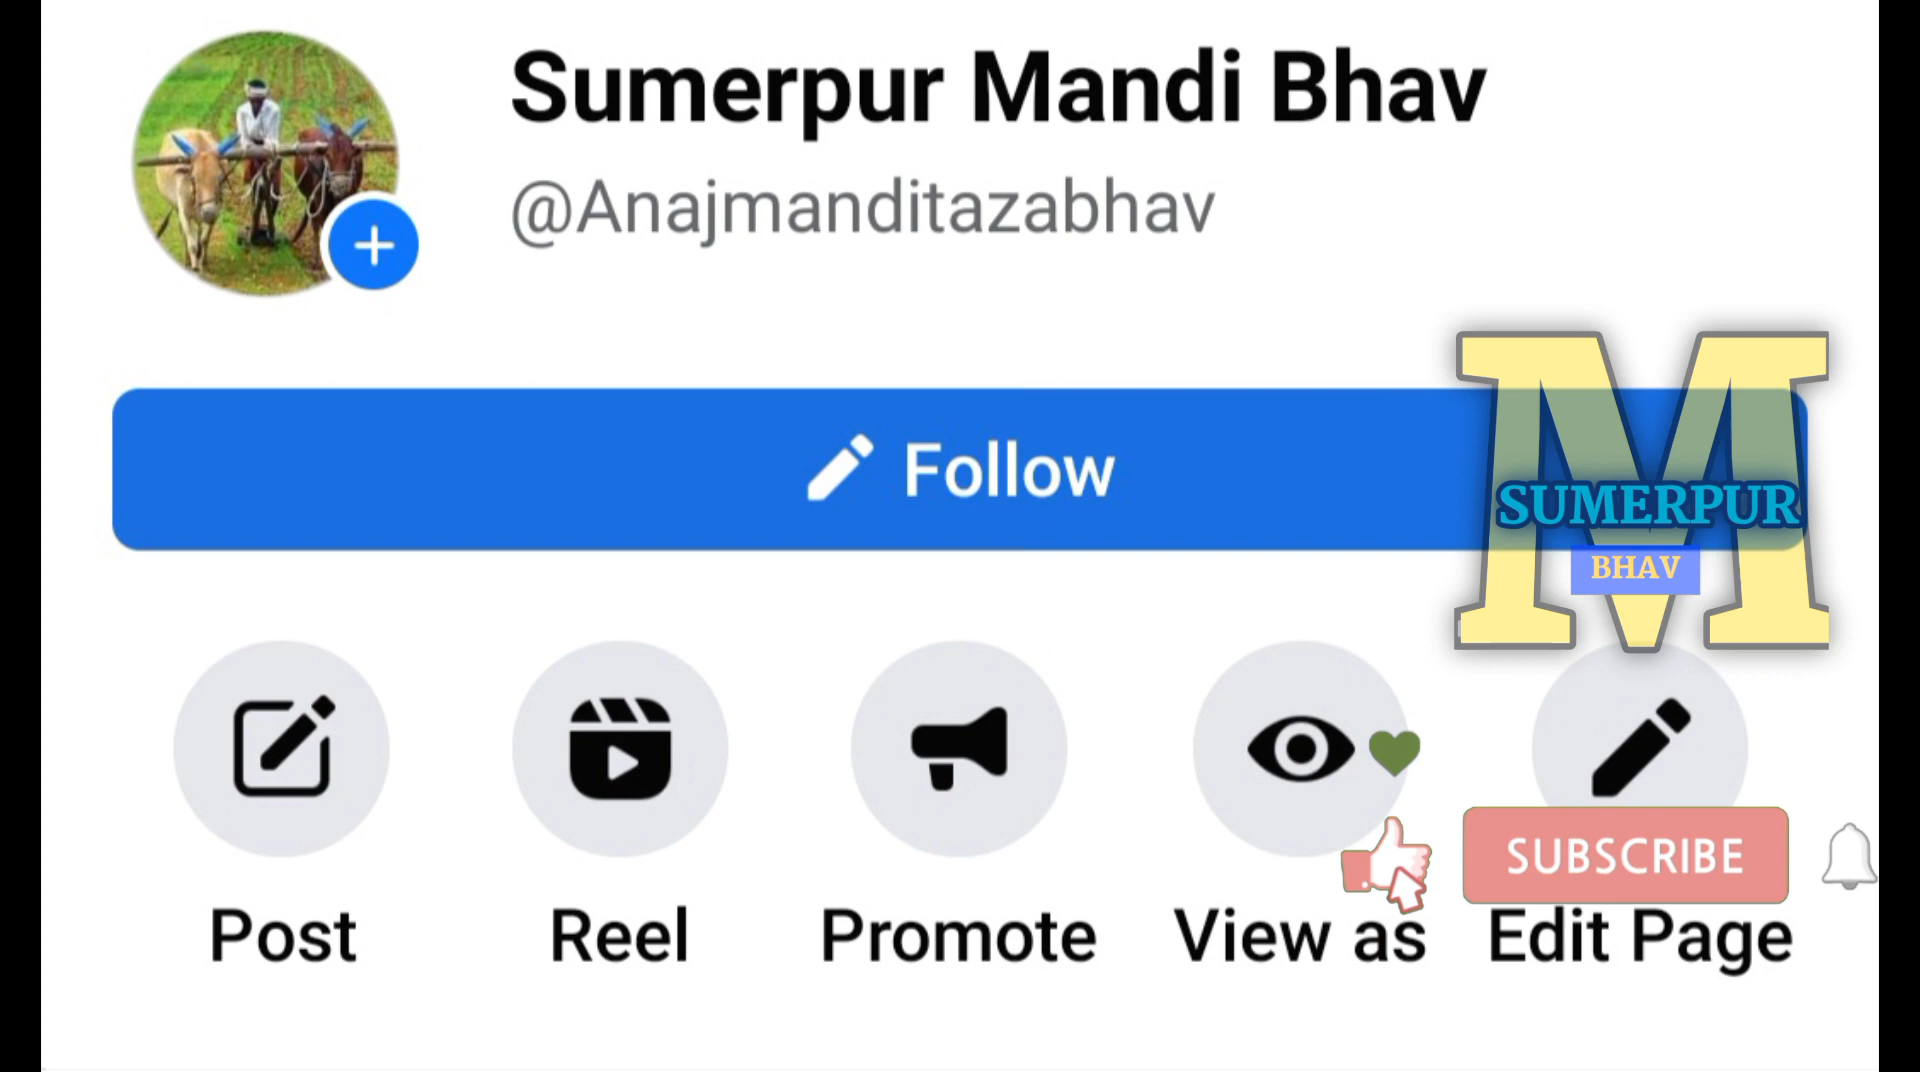 Sumerpur Mandi Bhav
@Anajmanditazabhav
Follow
SUMERPUR
BHAV
M
Post
Reel
Promote
View as
Edit Page
SUBSCRIBE